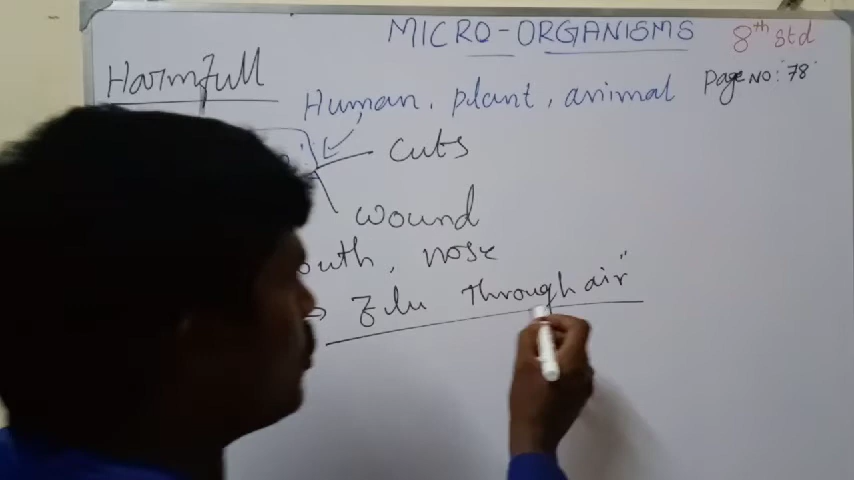 MICRO-ORGANISMS 8th Std
Harmfull Page No: "78"
Human, plant, animal
cuts
wound
outh, nose
→ Flu Through air"